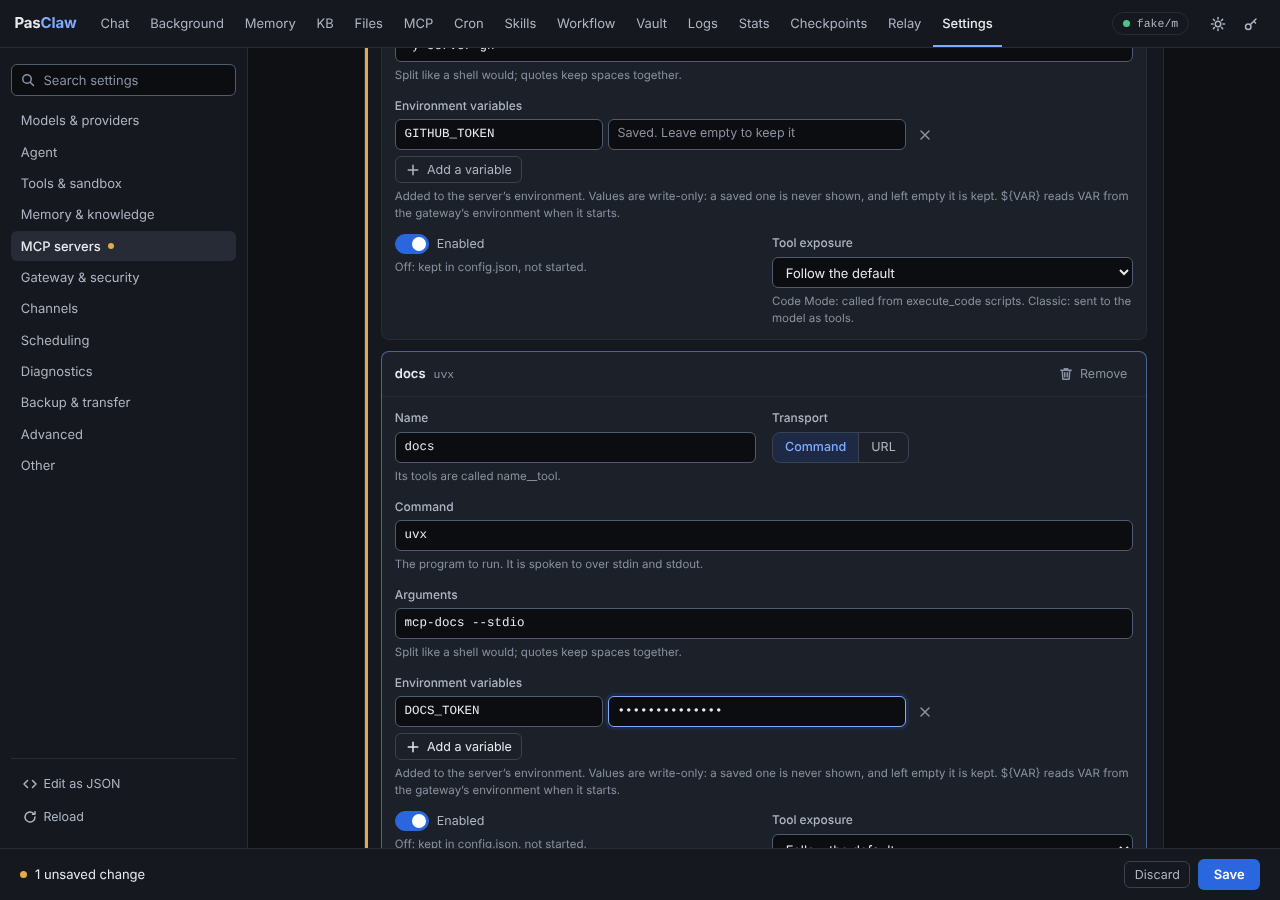 PasClaw Chat Background Memory KB Files MCP Cron Skills Workflow Vault Logs Stats Checkpoints Relay Settings fake/m
Search settings
Models & providers
Agent
Tools & sandbox
Memory & knowledge
MCP servers
Gateway & security
Channels
Scheduling
Diagnostics
Backup & transfer
Advanced
Other
Edit as JSON
Reload
Split like a shell would; quotes keep spaces together.
Environment variables
GITHUB_TOKEN Saved. Leave empty to keep it
Add a variable
Added to the server’s environment. Values are write-only: a saved one is never shown, and left empty it is kept. ${VAR} reads VAR from
the gateway’s environment when it starts.
Enabled
Off: kept in config.json, not started.
Tool exposure
Follow the default
Code Mode: called from execute_code scripts. Classic: sent to the
model as tools.
docs uvx Remove
Name
docs
Its tools are called name__tool.
Transport
Command URL
Command
uvx
The program to run. It is spoken to over stdin and stdout.
Arguments
mcp-docs --stdio
Split like a shell would; quotes keep spaces together.
Environment variables
DOCS_TOKEN ••••••••••••••
Add a variable
Added to the server’s environment. Values are write-only: a saved one is never shown, and left empty it is kept. ${VAR} reads VAR from
the gateway’s environment when it starts.
Enabled
Off: kept in config.json, not started.
Tool exposure
Follow the default
1 unsaved change
Discard Save